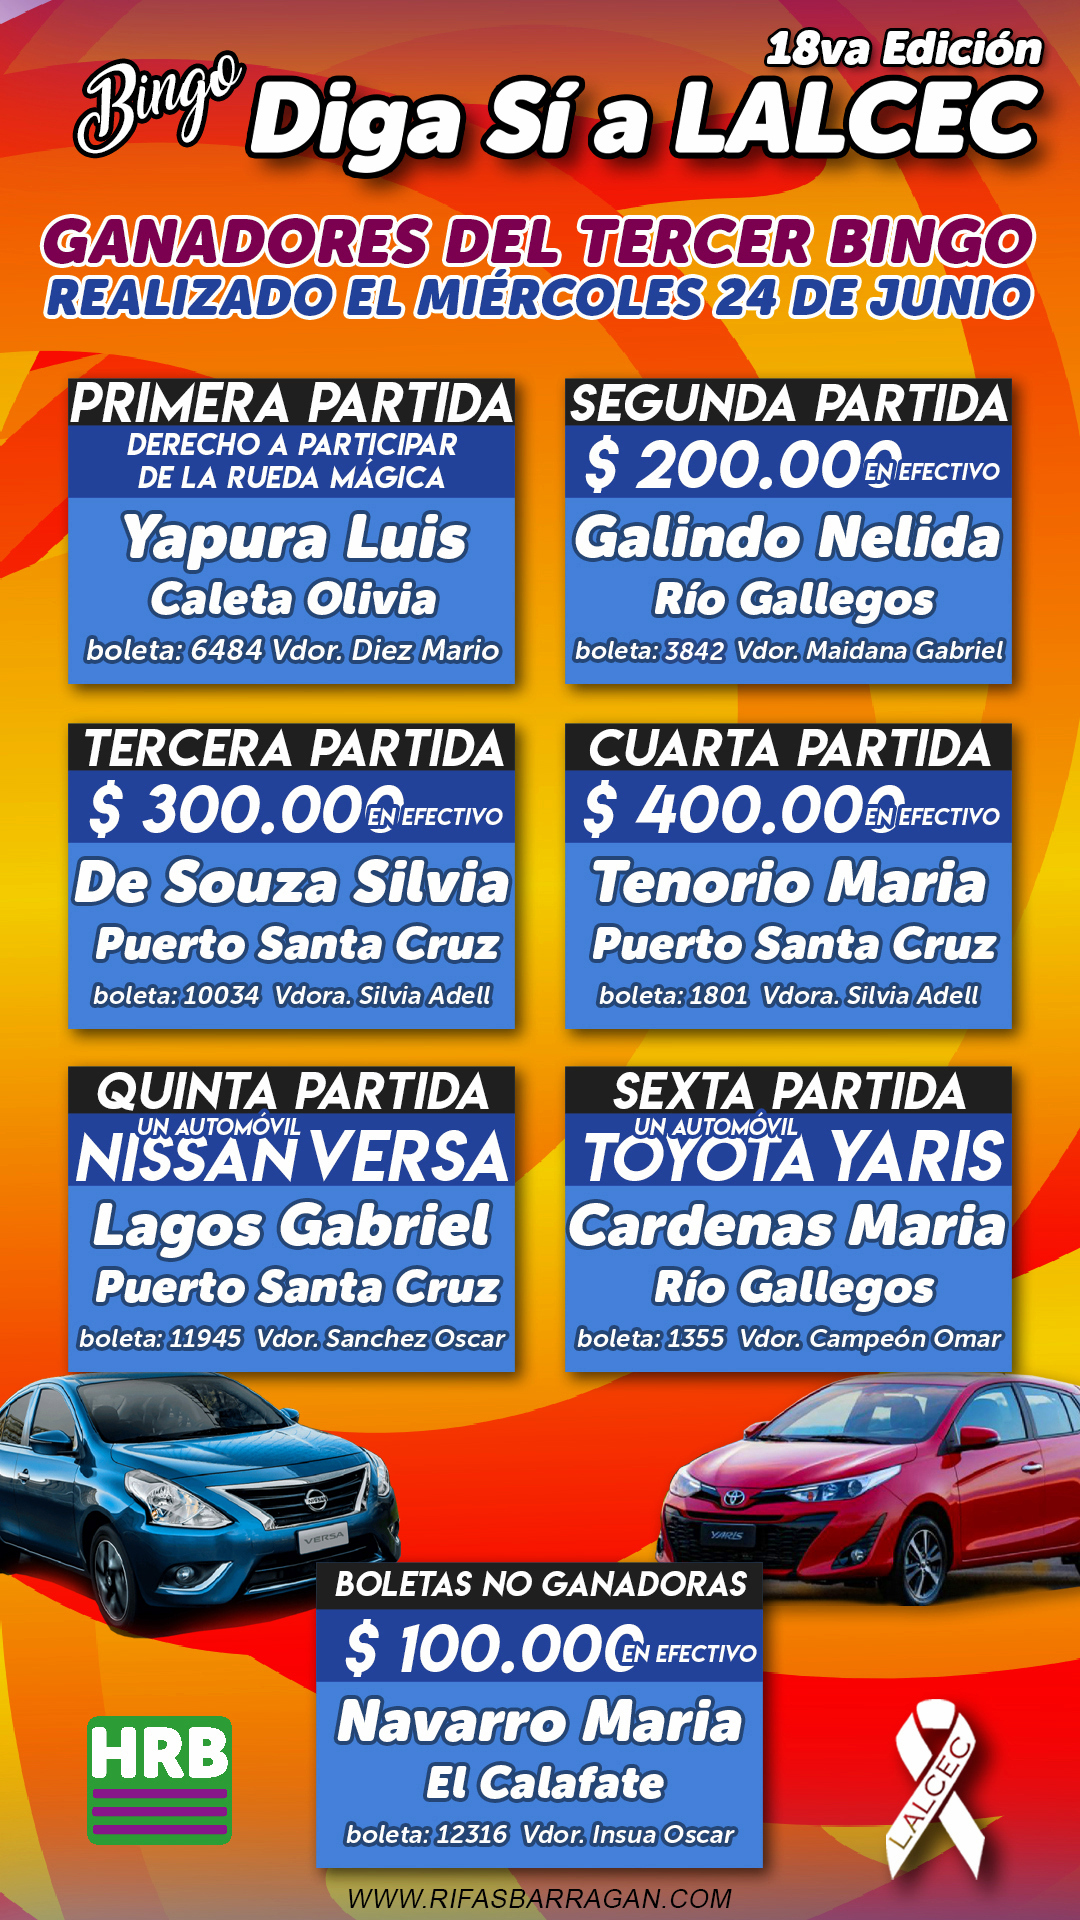 18va Edición
Bingo Diga Sí a LALCEC
GANADORES DEL TERCER BINGO
REALIZADO EL MIÉRCOLES 24 DE JUNIO
PRIMERA PARTIDA
DERECHO A PARTICIPAR
DE LA RUEDA MÁGICA
Yapura Luis
Caleta Olivia
boleta: 6484 Vdor. Diez Mario
SEGUNDA PARTIDA
$ 200.000 EN EFECTIVO
Galindo Nelida
Río Gallegos
boleta: 3842 Vdor. Maidana Gabriel
TERCERA PARTIDA
$ 300.000 EN EFECTIVO
De Souza Silvia
Puerto Santa Cruz
boleta: 10034 Vdora. Silvia Adell
CUARTA PARTIDA
$ 400.000 EN EFECTIVO
Tenorio Maria
Puerto Santa Cruz
boleta: 1801 Vdora. Silvia Adell
QUINTA PARTIDA
UN AUTOMÓVIL
NISSAN VERSA
Lagos Gabriel
Puerto Santa Cruz
boleta: 11945 Vdor. Sanchez Oscar
SEXTA PARTIDA
UN AUTOMÓVIL
TOYOTA YARIS
Cardenas Maria
Río Gallegos
boleta: 1355 Vdor. Campeón Omar
NISSAN
VERSA
YARIS
BOLETAS NO GANADORAS
$ 100.000 EN EFECTIVO
Navarro Maria
El Calafate
boleta: 12316 Vdor. Insua Oscar
HRB
LALCEC
WWW.RIFASBARRAGAN.COM